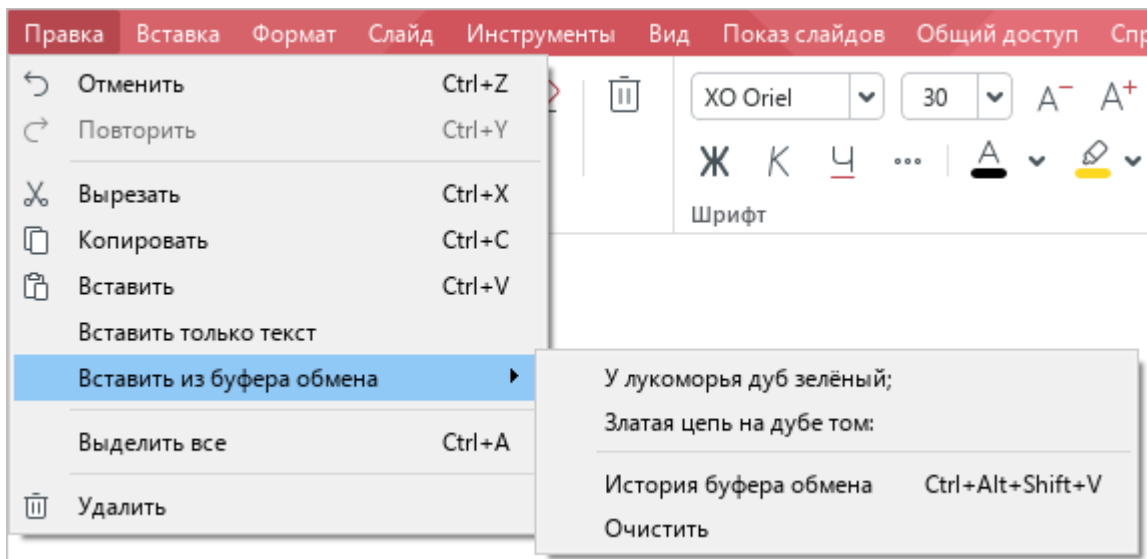 Правка Вставка Формат Слайд Инструменты Вид Показ слайдов Общий доступ
Отменить Ctrl+Z
Повторить Ctrl+Y
Вырезать Ctrl+X
Копировать Ctrl+C
Вставить Ctrl+V
Вставить только текст
Вставить из буфера обмена
Выделить все Ctrl+A
Удалить
XO Oriel 30 A− A+
Ж К Ч ... А
Шрифт
У лукоморья дуб зелёный;
Златая цепь на дубе том:
История буфера обмена Ctrl+Alt+Shift+V
Очистить